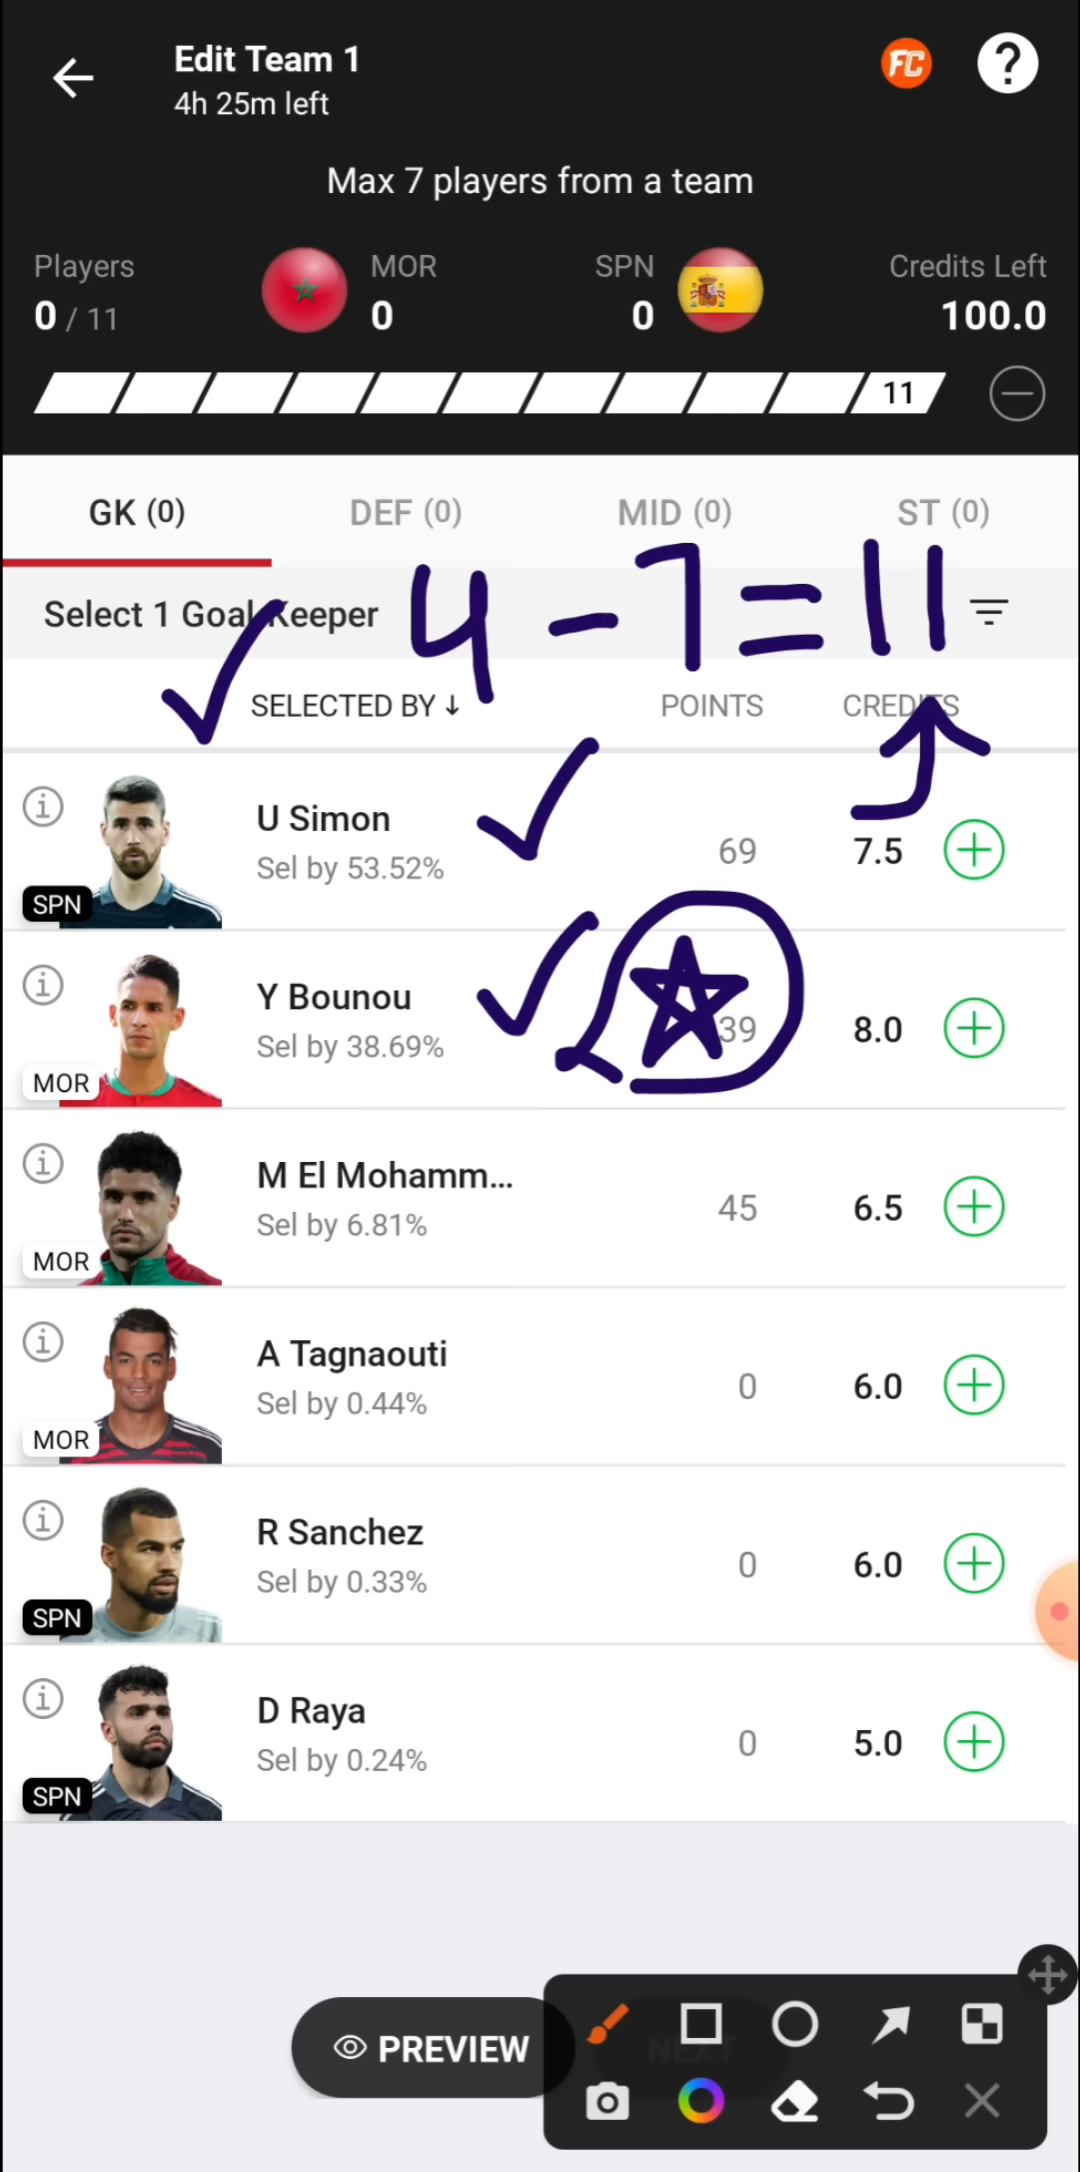 Edit Team 1
4h 25m left
FC
?
Max 7 players from a team
Players
0 / 11
MOR
0
SPN
0
Credits Left
100.0
11
GK (0)
DEF (0)
MID (0)
ST (0)
Select 1 Goal Keeper
4 - 7 = 11
SELECTED BY ↓
POINTS
CREDITS
U Simon
Sel by 53.52%
69
7.5
SPN
Y Bounou
Sel by 38.69%
39
8.0
MOR
M El Mohamm...
Sel by 6.81%
45
6.5
MOR
A Tagnaouti
Sel by 0.44%
0
6.0
MOR
R Sanchez
Sel by 0.33%
0
6.0
SPN
D Raya
Sel by 0.24%
0
5.0
SPN
PREVIEW
NEXT